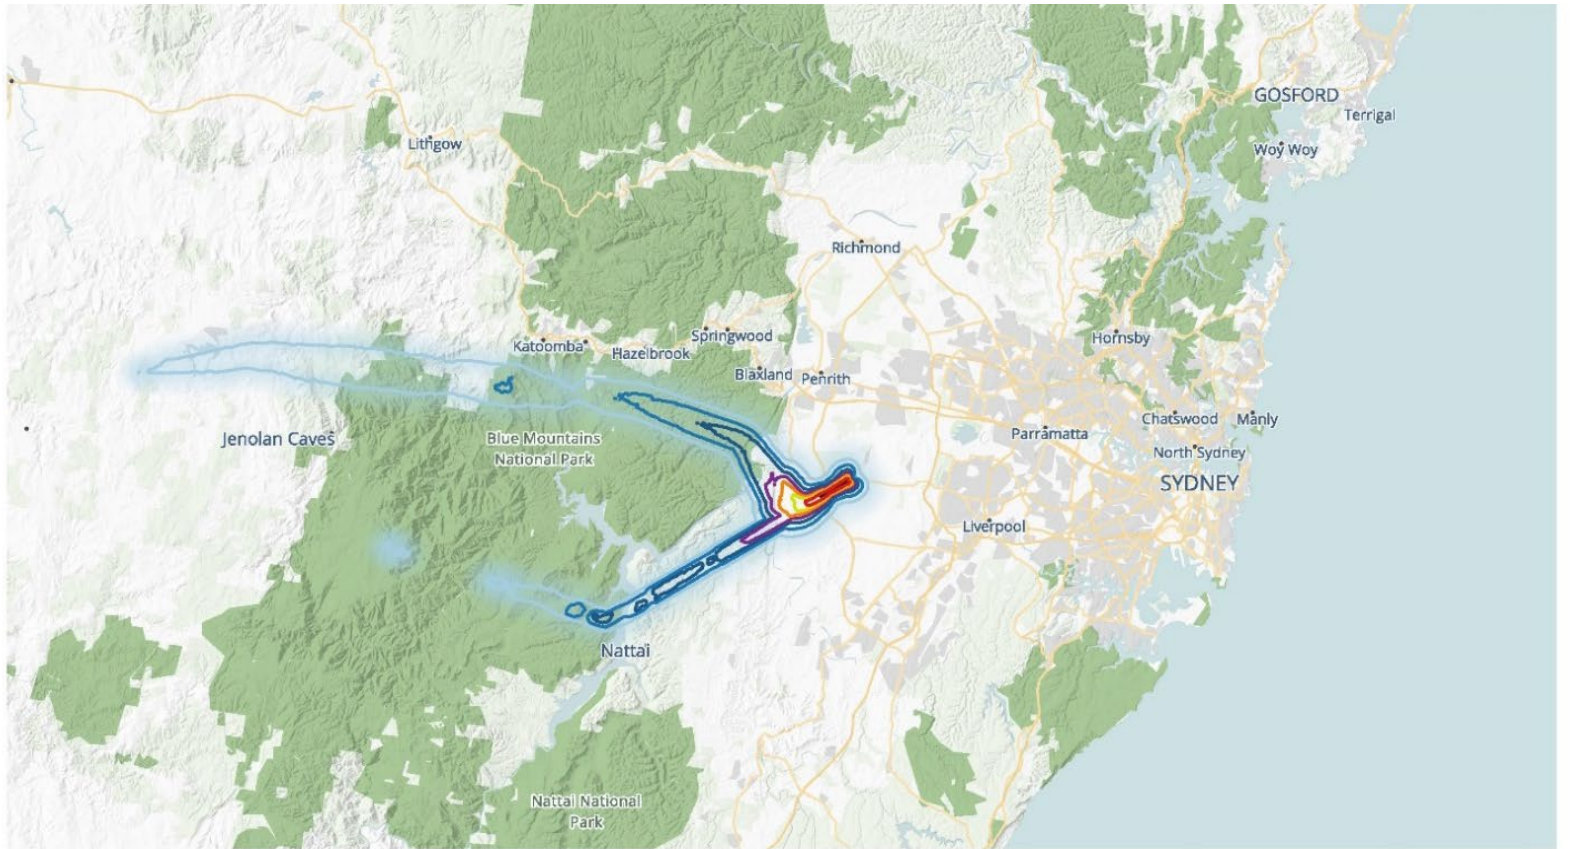 GOSFORD
Terrigal
Lithgow
Woy Woy
Richmond
Springwood
Hornsby
Katoomba
Hazelbrook
Blaxland
Penrith
Chatswood
Manly
Jenolan Caves
Blue Mountains
National Park
Parramatta
North Sydney
SYDNEY
Liverpool
Nattai
Nattai National
Park